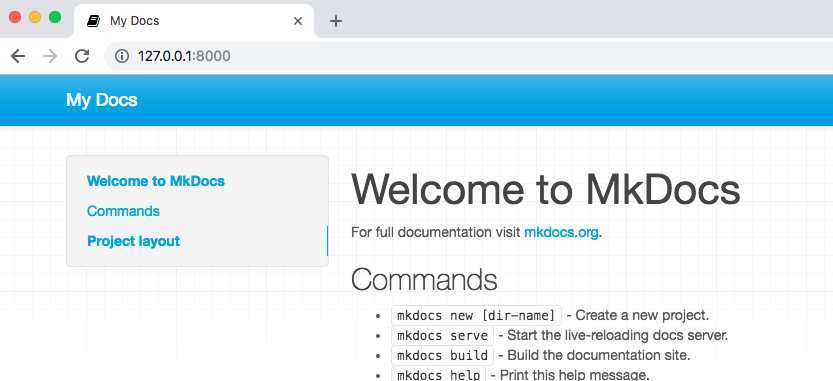 My Docs
127.0.0.1:8000
My Docs
Welcome to MkDocs
Commands
Project layout
Welcome to MkDocs
For full documentation visit mkdocs.org.
Commands
mkdocs new [dir-name] - Create a new project.
mkdocs serve - Start the live-reloading docs server.
mkdocs build - Build the documentation site.
mkdocs help - Print this help message.